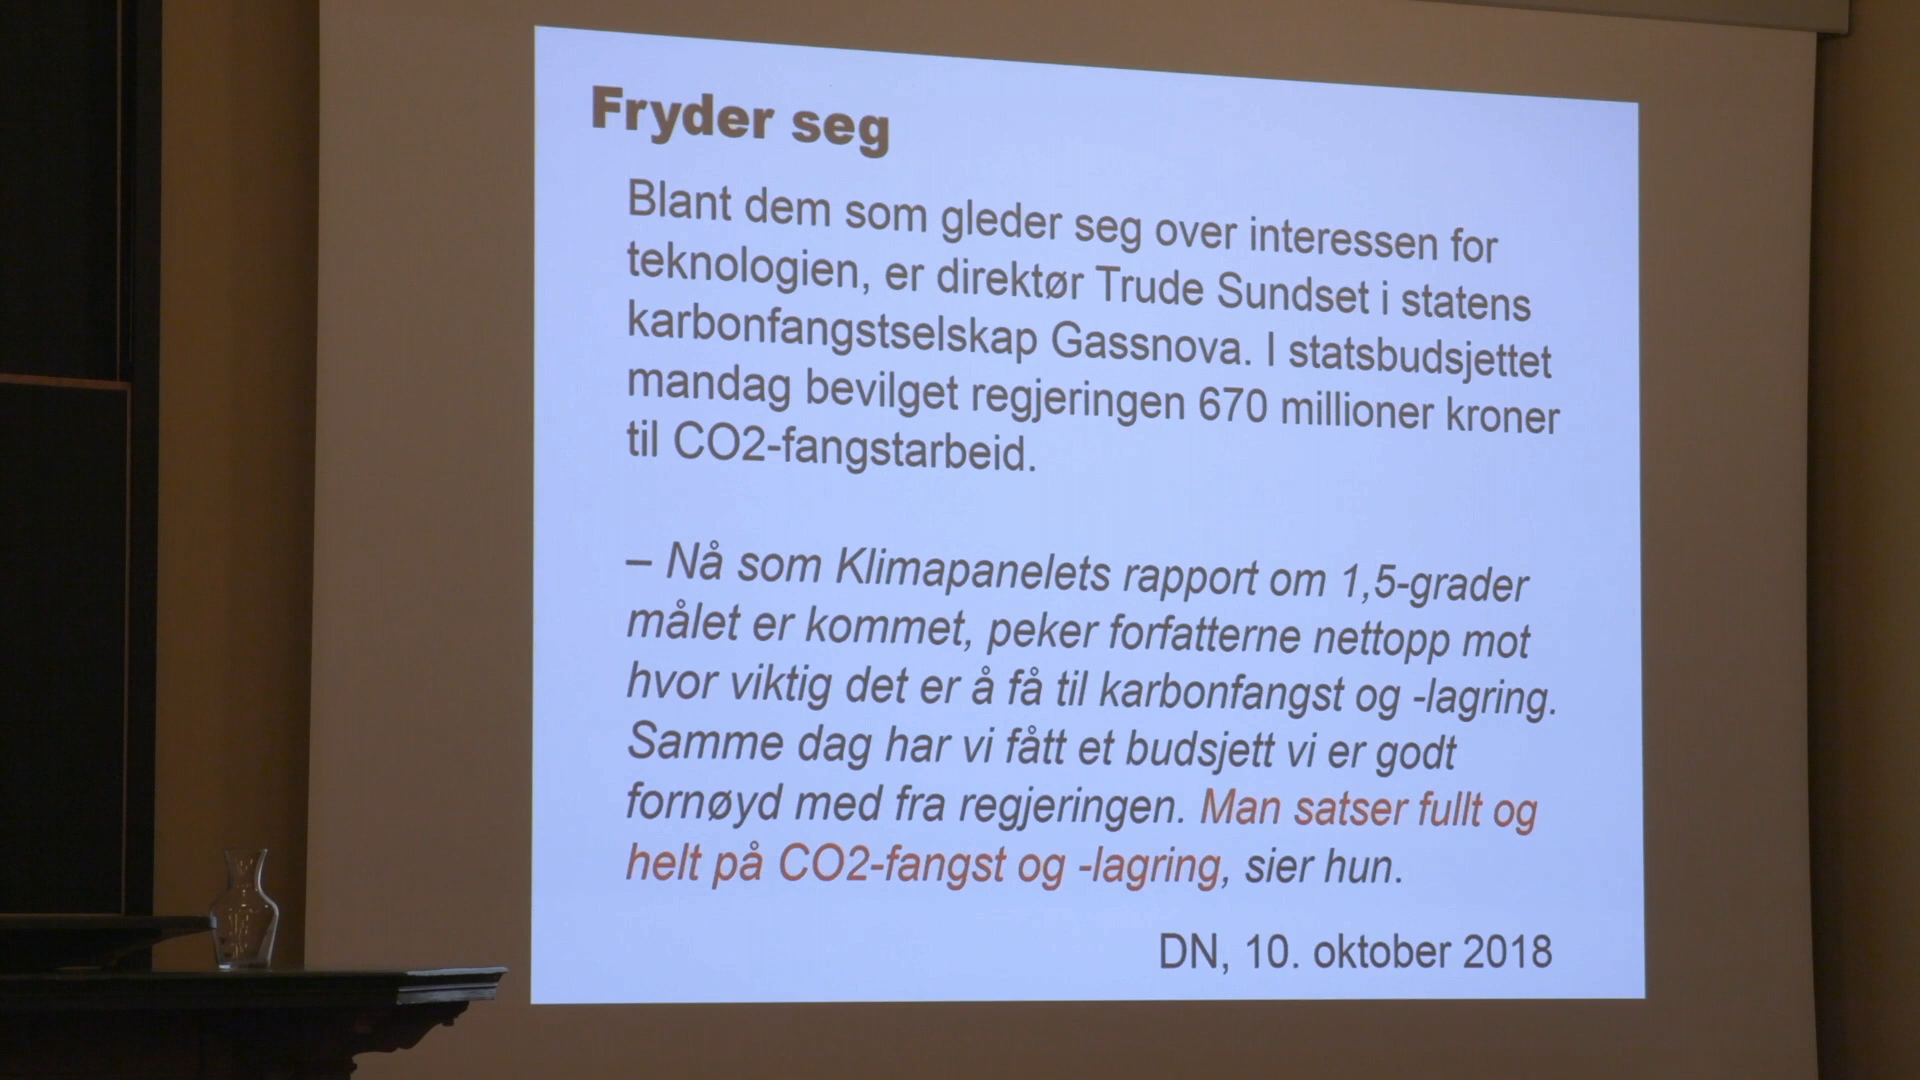 Fryder seg
Blant dem som gleder seg over interessen for
teknologien, er direktør Trude Sundset i statens
karbonfangstselskap Gassnova. I statsbudsjettet
mandag bevilget regjeringen 670 millioner kroner
til CO2-fangstarbeid.
– Nå som Klimapanelets rapport om 1,5-grader
målet er kommet, peker forfatterne nettopp mot
hvor viktig det er å få til karbonfangst og -lagring.
Samme dag har vi fått et budsjett vi er godt
fornøyd med fra regjeringen. Man satser fullt og
helt på CO2-fangst og -lagring, sier hun.
DN, 10. oktober 2018